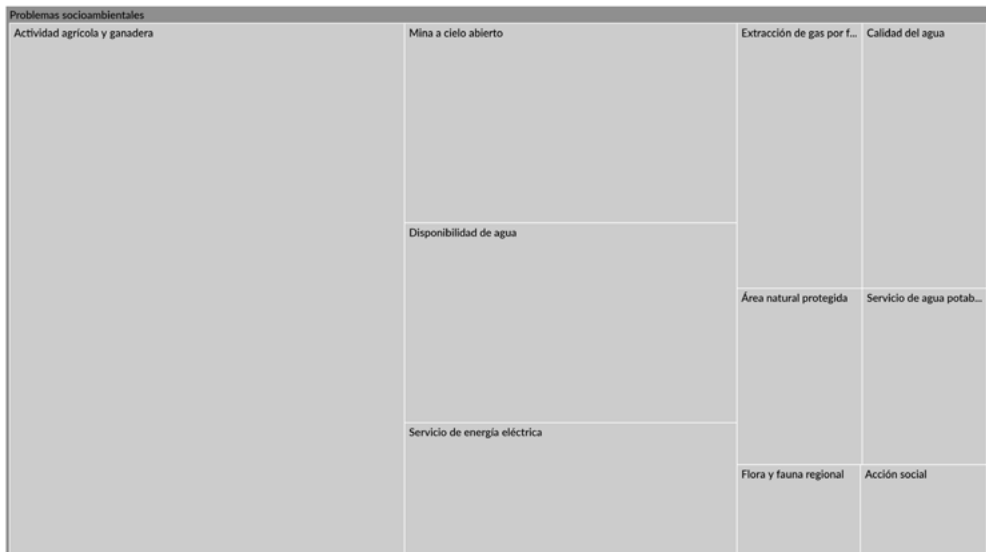 Problemas socioambientales
Actividad agrícola y ganadera
Mina a cielo abierto
Extracción de gas por f...
Calidad del agua
Disponibilidad de agua
Área natural protegida
Servicio de agua potab...
Servicio de energía eléctrica
Flora y fauna regional
Acción social